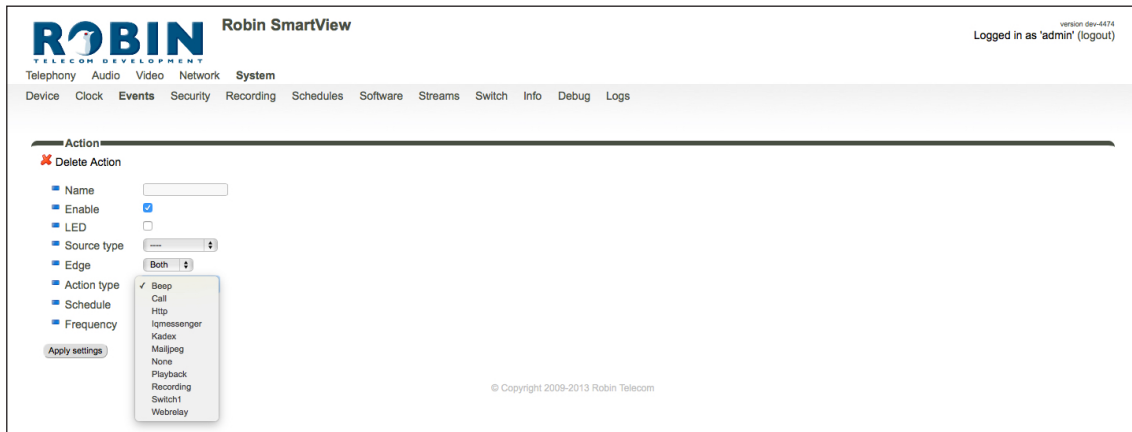 ROBIN
TELECOM DEVELOPMENT
Robin SmartView
version dev-4474
Logged in as 'admin' (logout)
Telephony Audio Video Network System
Device Clock Events Security Recording Schedules Software Streams Switch Info Debug Logs
Action
Delete Action
Name
Enable
LED
Source type ----
Edge Both
Action type ✓ Beep
Call
Schedule
Http
Iqmessenger
Frequency
Kadex
Mailjpeg
Apply settings
None
Playback
Recording
Switch1
Webrelay
© Copyright 2009-2013 Robin Telecom